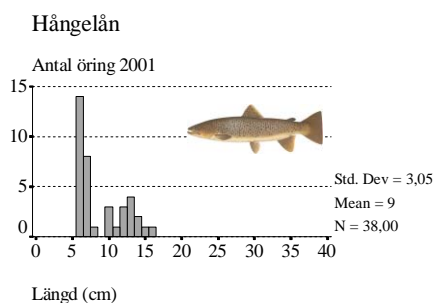 Hångelån
Antal öring 2001
15
10
5
0
Std. Dev = 3,05
Mean = 9
N = 38,00
0 5 10 15 20 25 30 35 40
Längd (cm)